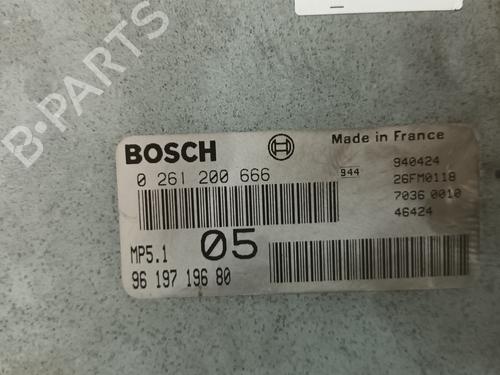 B-PARTS
BOSCH
Made in France
0 261 200 666
944
940424
26FM0118
7036 0010
46424
MP5.1
05
96 197 196 80